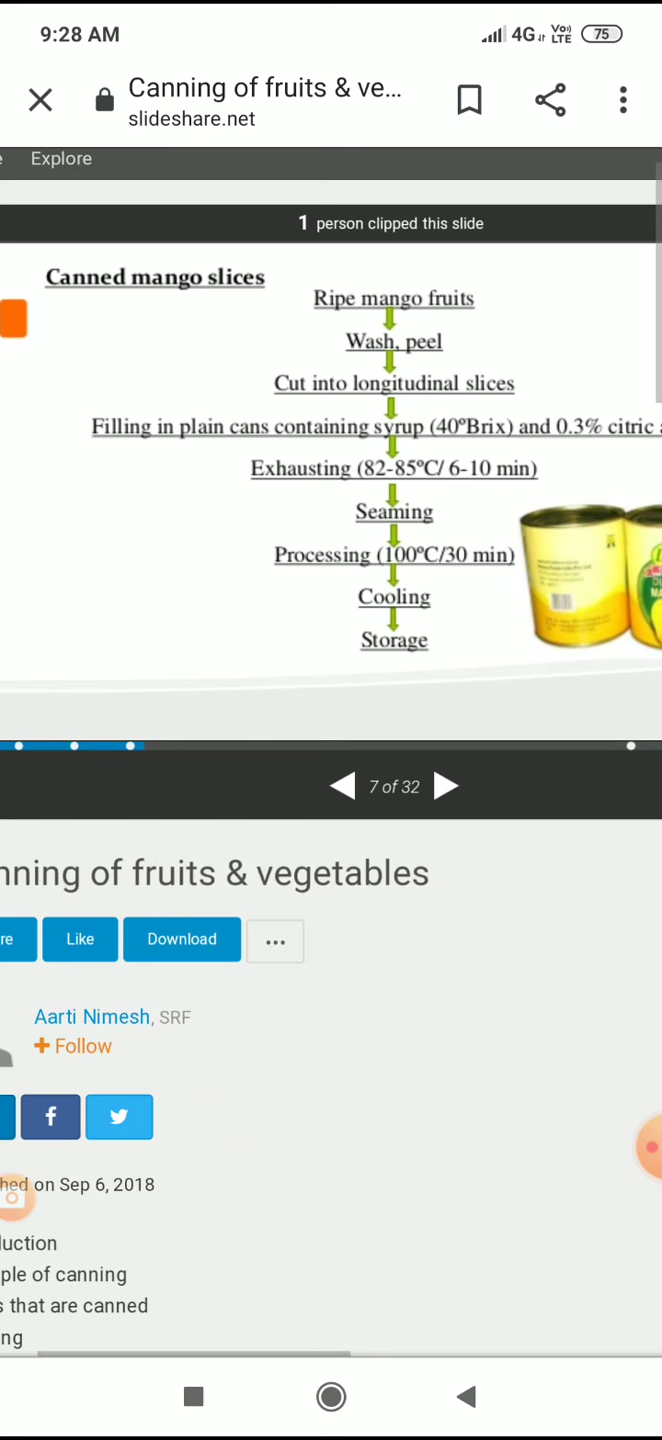 9:28 AM
4G
Vo))
LTE
75
Canning of fruits & ve...
slideshare.net
e Explore
1 person clipped this slide
Canned mango slices
Ripe mango fruits
Wash, peel
Cut into longitudinal slices
Filling in plain cans containing syrup (40ºBrix) and 0.3% citric
Exhausting (82-85ºC/ 6-10 min)
Seaming
Processing (100ºC/30 min)
Cooling
Storage
7 of 32
nning of fruits & vegetables
re Like Download ...
Aarti Nimesh, SRF
+ Follow
f
hed on Sep 6, 2018
luction
ple of canning
s that are canned
ng